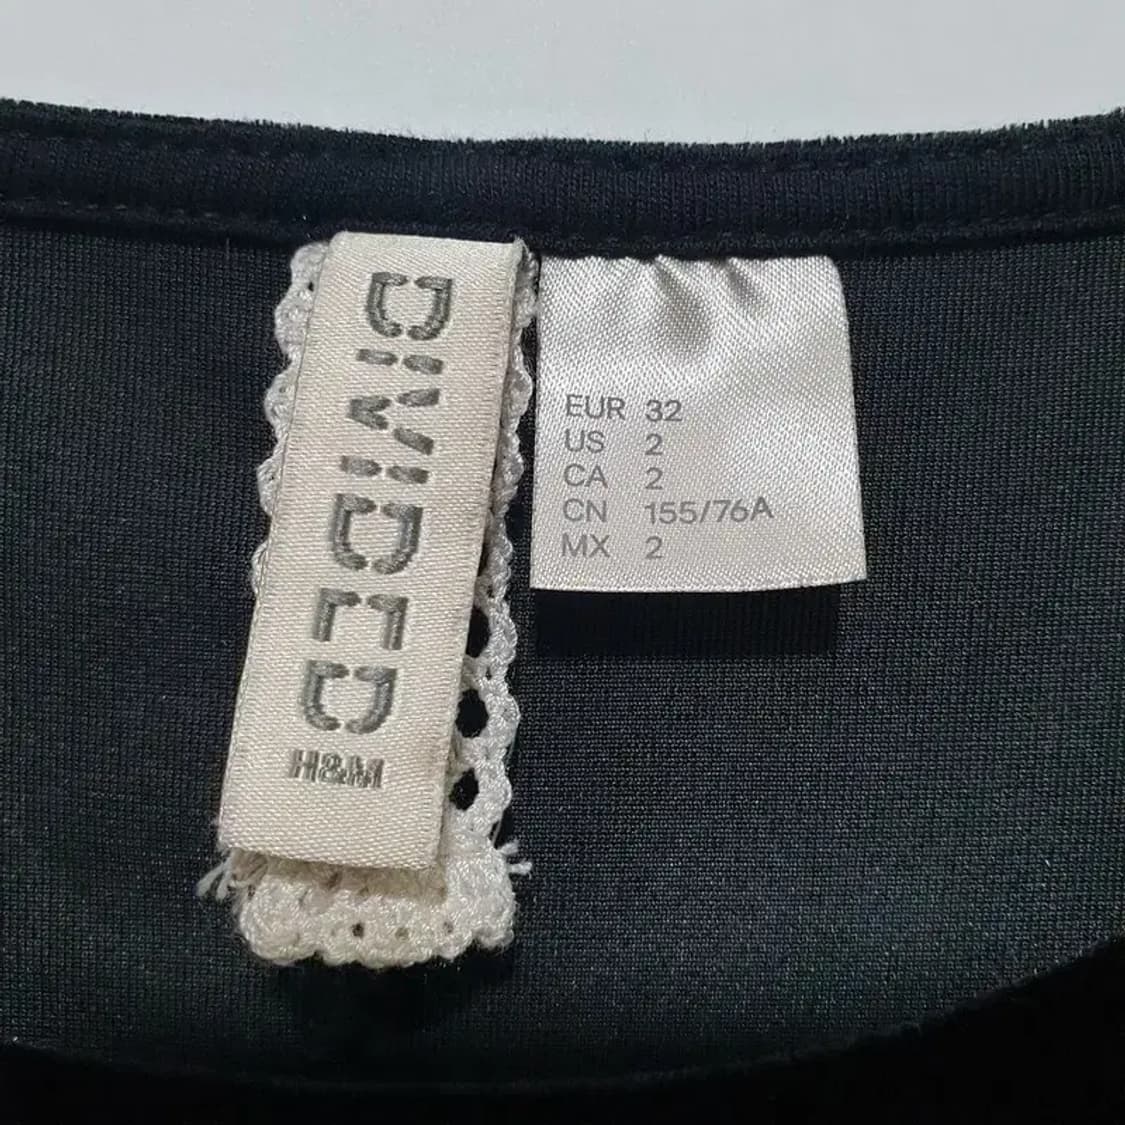 DIVIDED
H&M
EUR 32
US 2
CA 2
CN 155/76A
MX 2